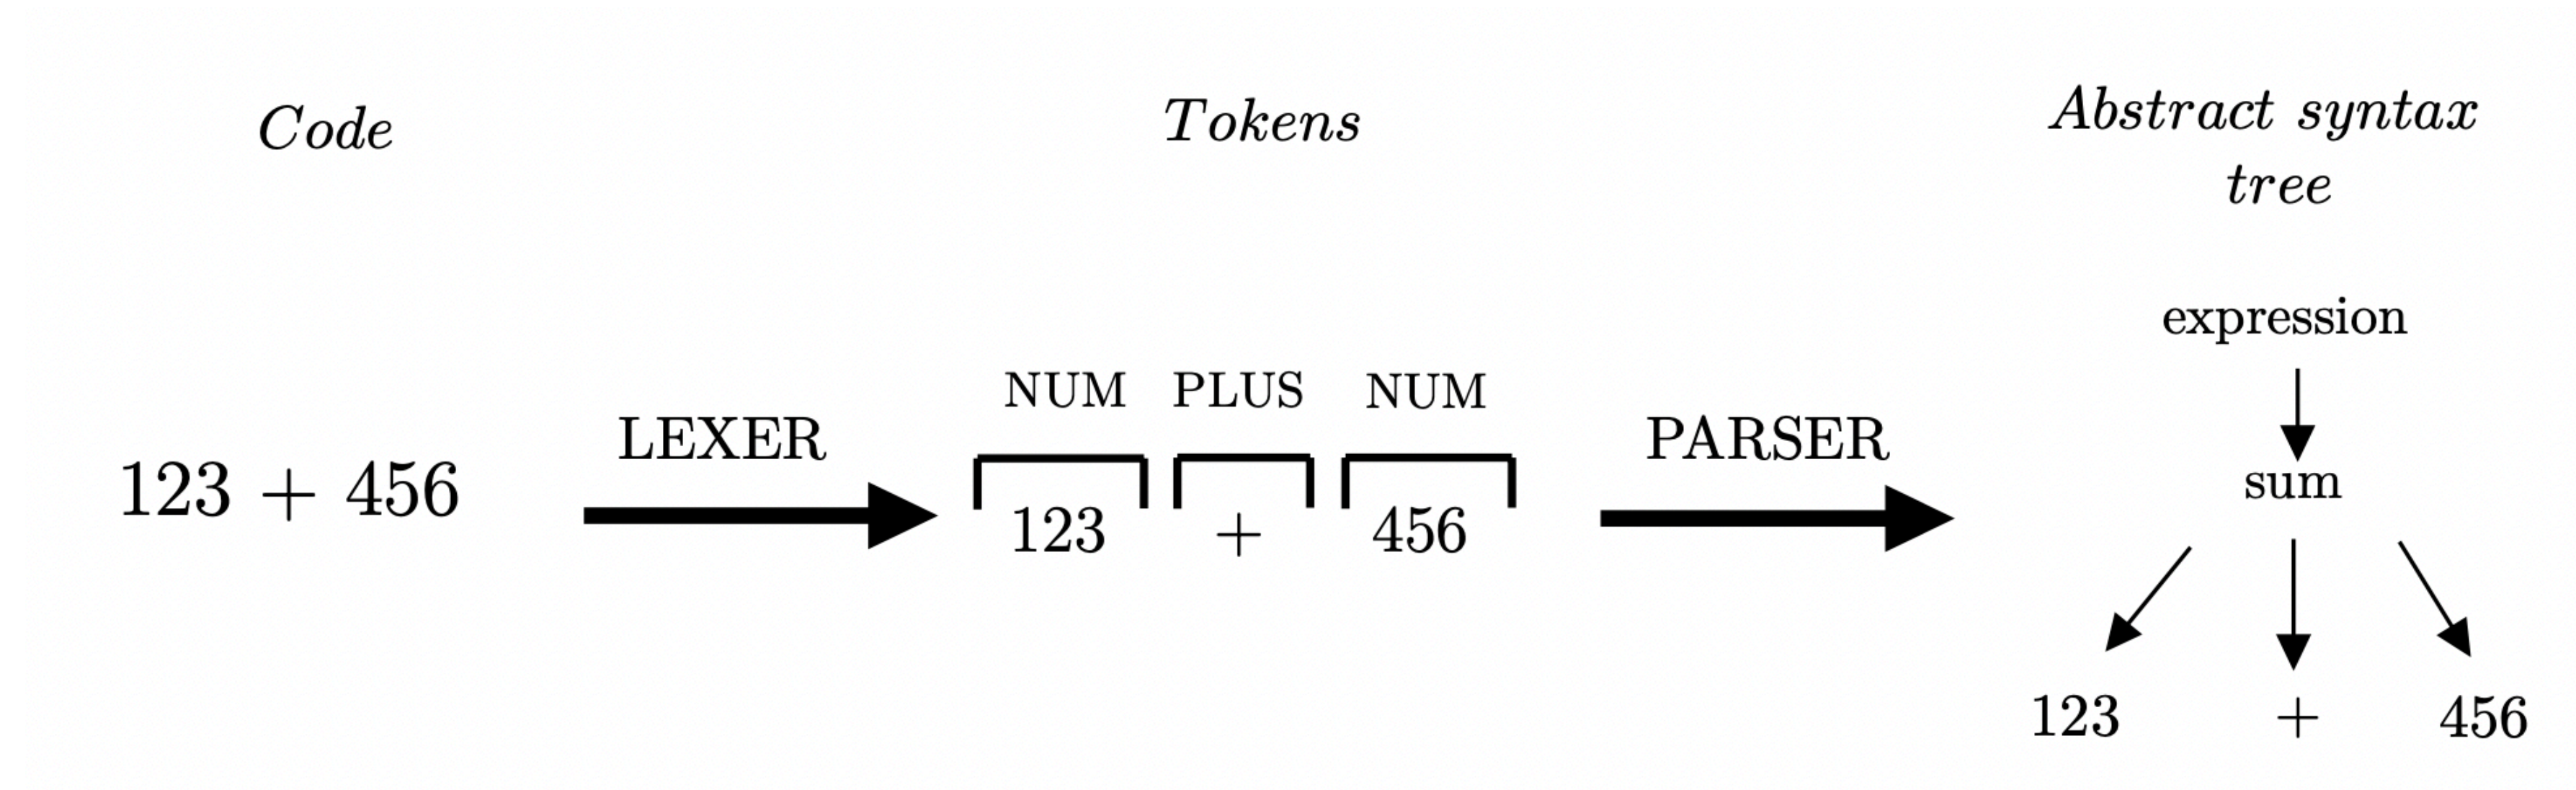 Code
Tokens
Abstract syntax
tree
123 + 456
LEXER
NUM PLUS NUM
123 + 456
PARSER
expression
sum
123 + 456